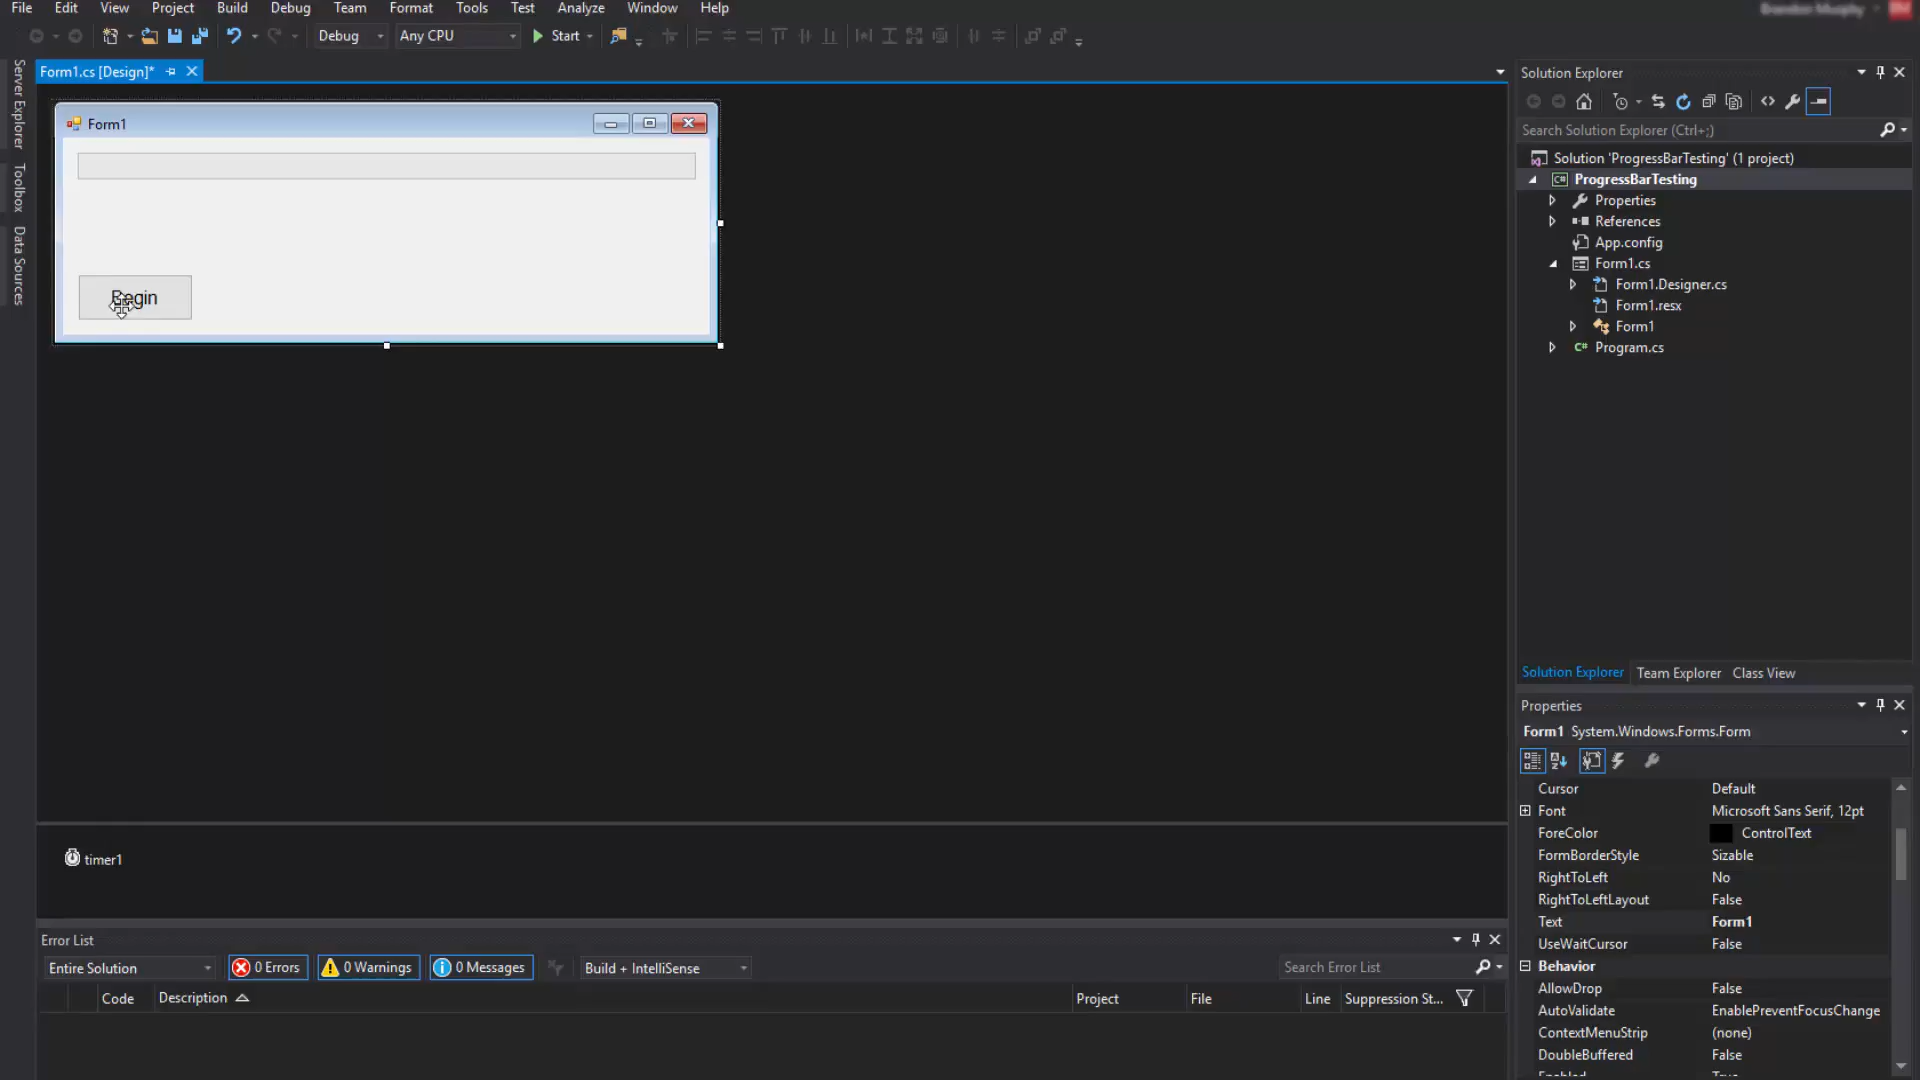 File Edit View Project Build Debug Team Format Tools Test Analyze Window Help
Debug Any CPU Start
Server Explorer
Toolbox
Data Sources
Form1.cs [Design]*
Form1
Begin
timer1
Error List
Entire Solution 0 Errors 0 Warnings 0 Messages Build + IntelliSense Search Error List
Code Description Project File Line Suppression St...
Solution Explorer
Search Solution Explorer (Ctrl+;)
Solution 'ProgressBarTesting' (1 project)
C# ProgressBarTesting
Properties
References
App.config
Form1.cs
Form1.Designer.cs
Form1.resx
Form1
C# Program.cs
Solution Explorer Team Explorer Class View
Properties
Form1 System.Windows.Forms.Form
Cursor Default
Font Microsoft Sans Serif, 12pt
ForeColor ControlText
FormBorderStyle Sizable
RightToLeft No
RightToLeftLayout False
Text Form1
UseWaitCursor False
Behavior
AllowDrop False
AutoValidate EnablePreventFocusChange
ContextMenuStrip (none)
DoubleBuffered False